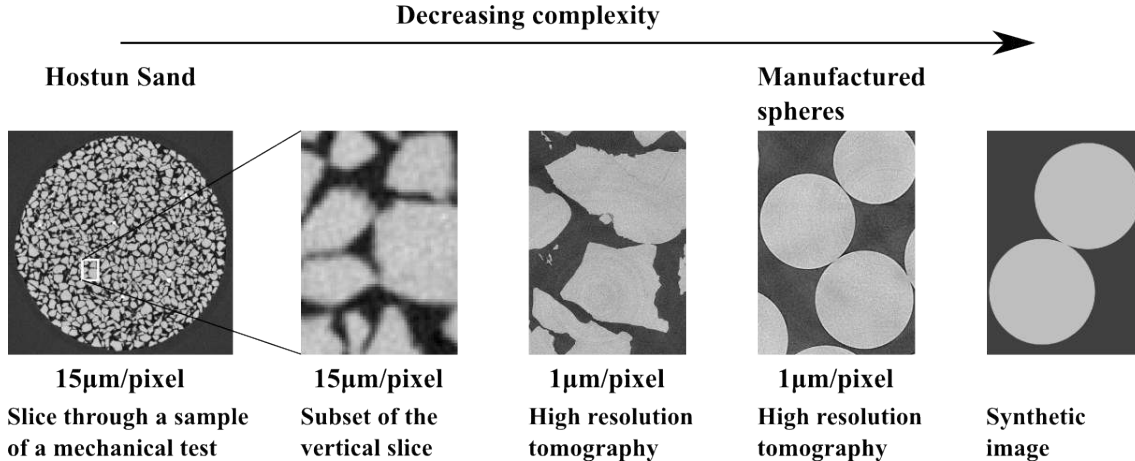 Decreasing complexity
Hostun Sand
Manufactured
spheres
15μm/pixel
15μm/pixel
1μm/pixel
1μm/pixel
Slice through a sample
of a mechanical test
Subset of the
vertical slice
High resolution
tomography
High resolution
tomography
Synthetic
image